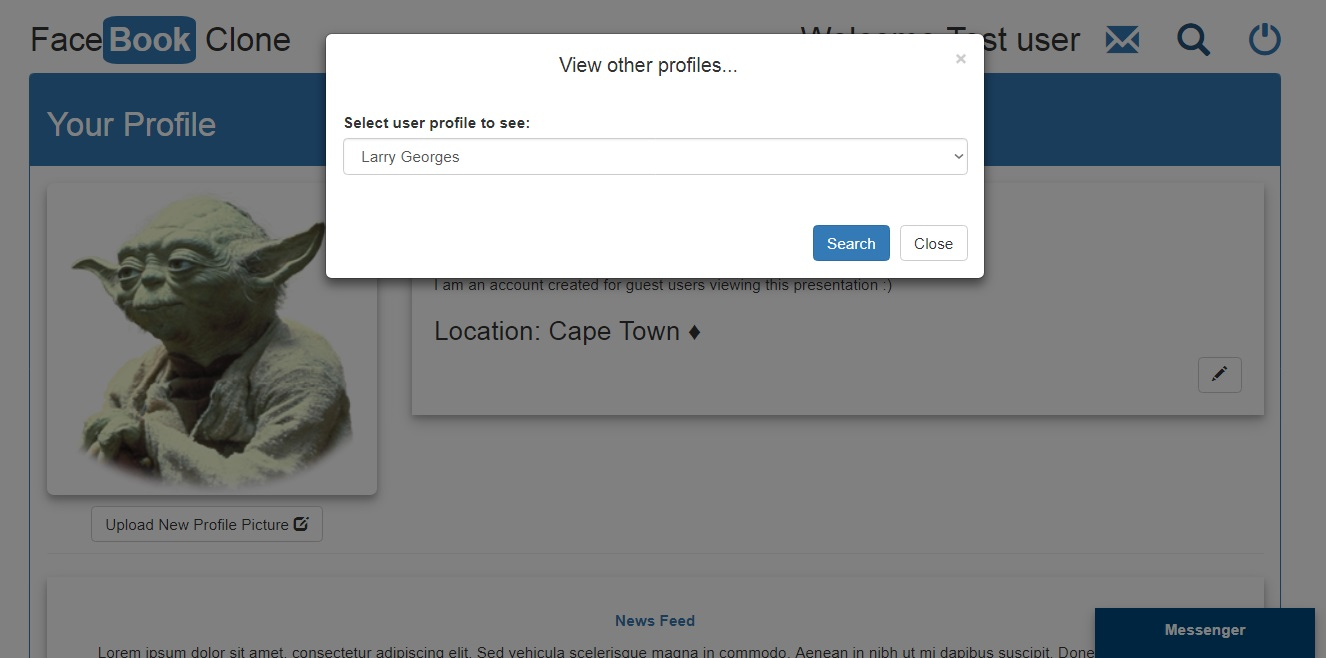 FaceBook Clone
Welcome Test user
View other profiles...
×
Your Profile
Select user profile to see:
Larry Georges
Search
Close
I am an account created for guest users viewing this presentation :)
Location: Cape Town ♦
Upload New Profile Picture
News Feed
Messenger
Lorem ipsum dolor sit amet, consectetur adipiscing elit. Sed vehicula scelerisque magna in commodo. Aenean in nibh ut mi dapibus suscipit. Done